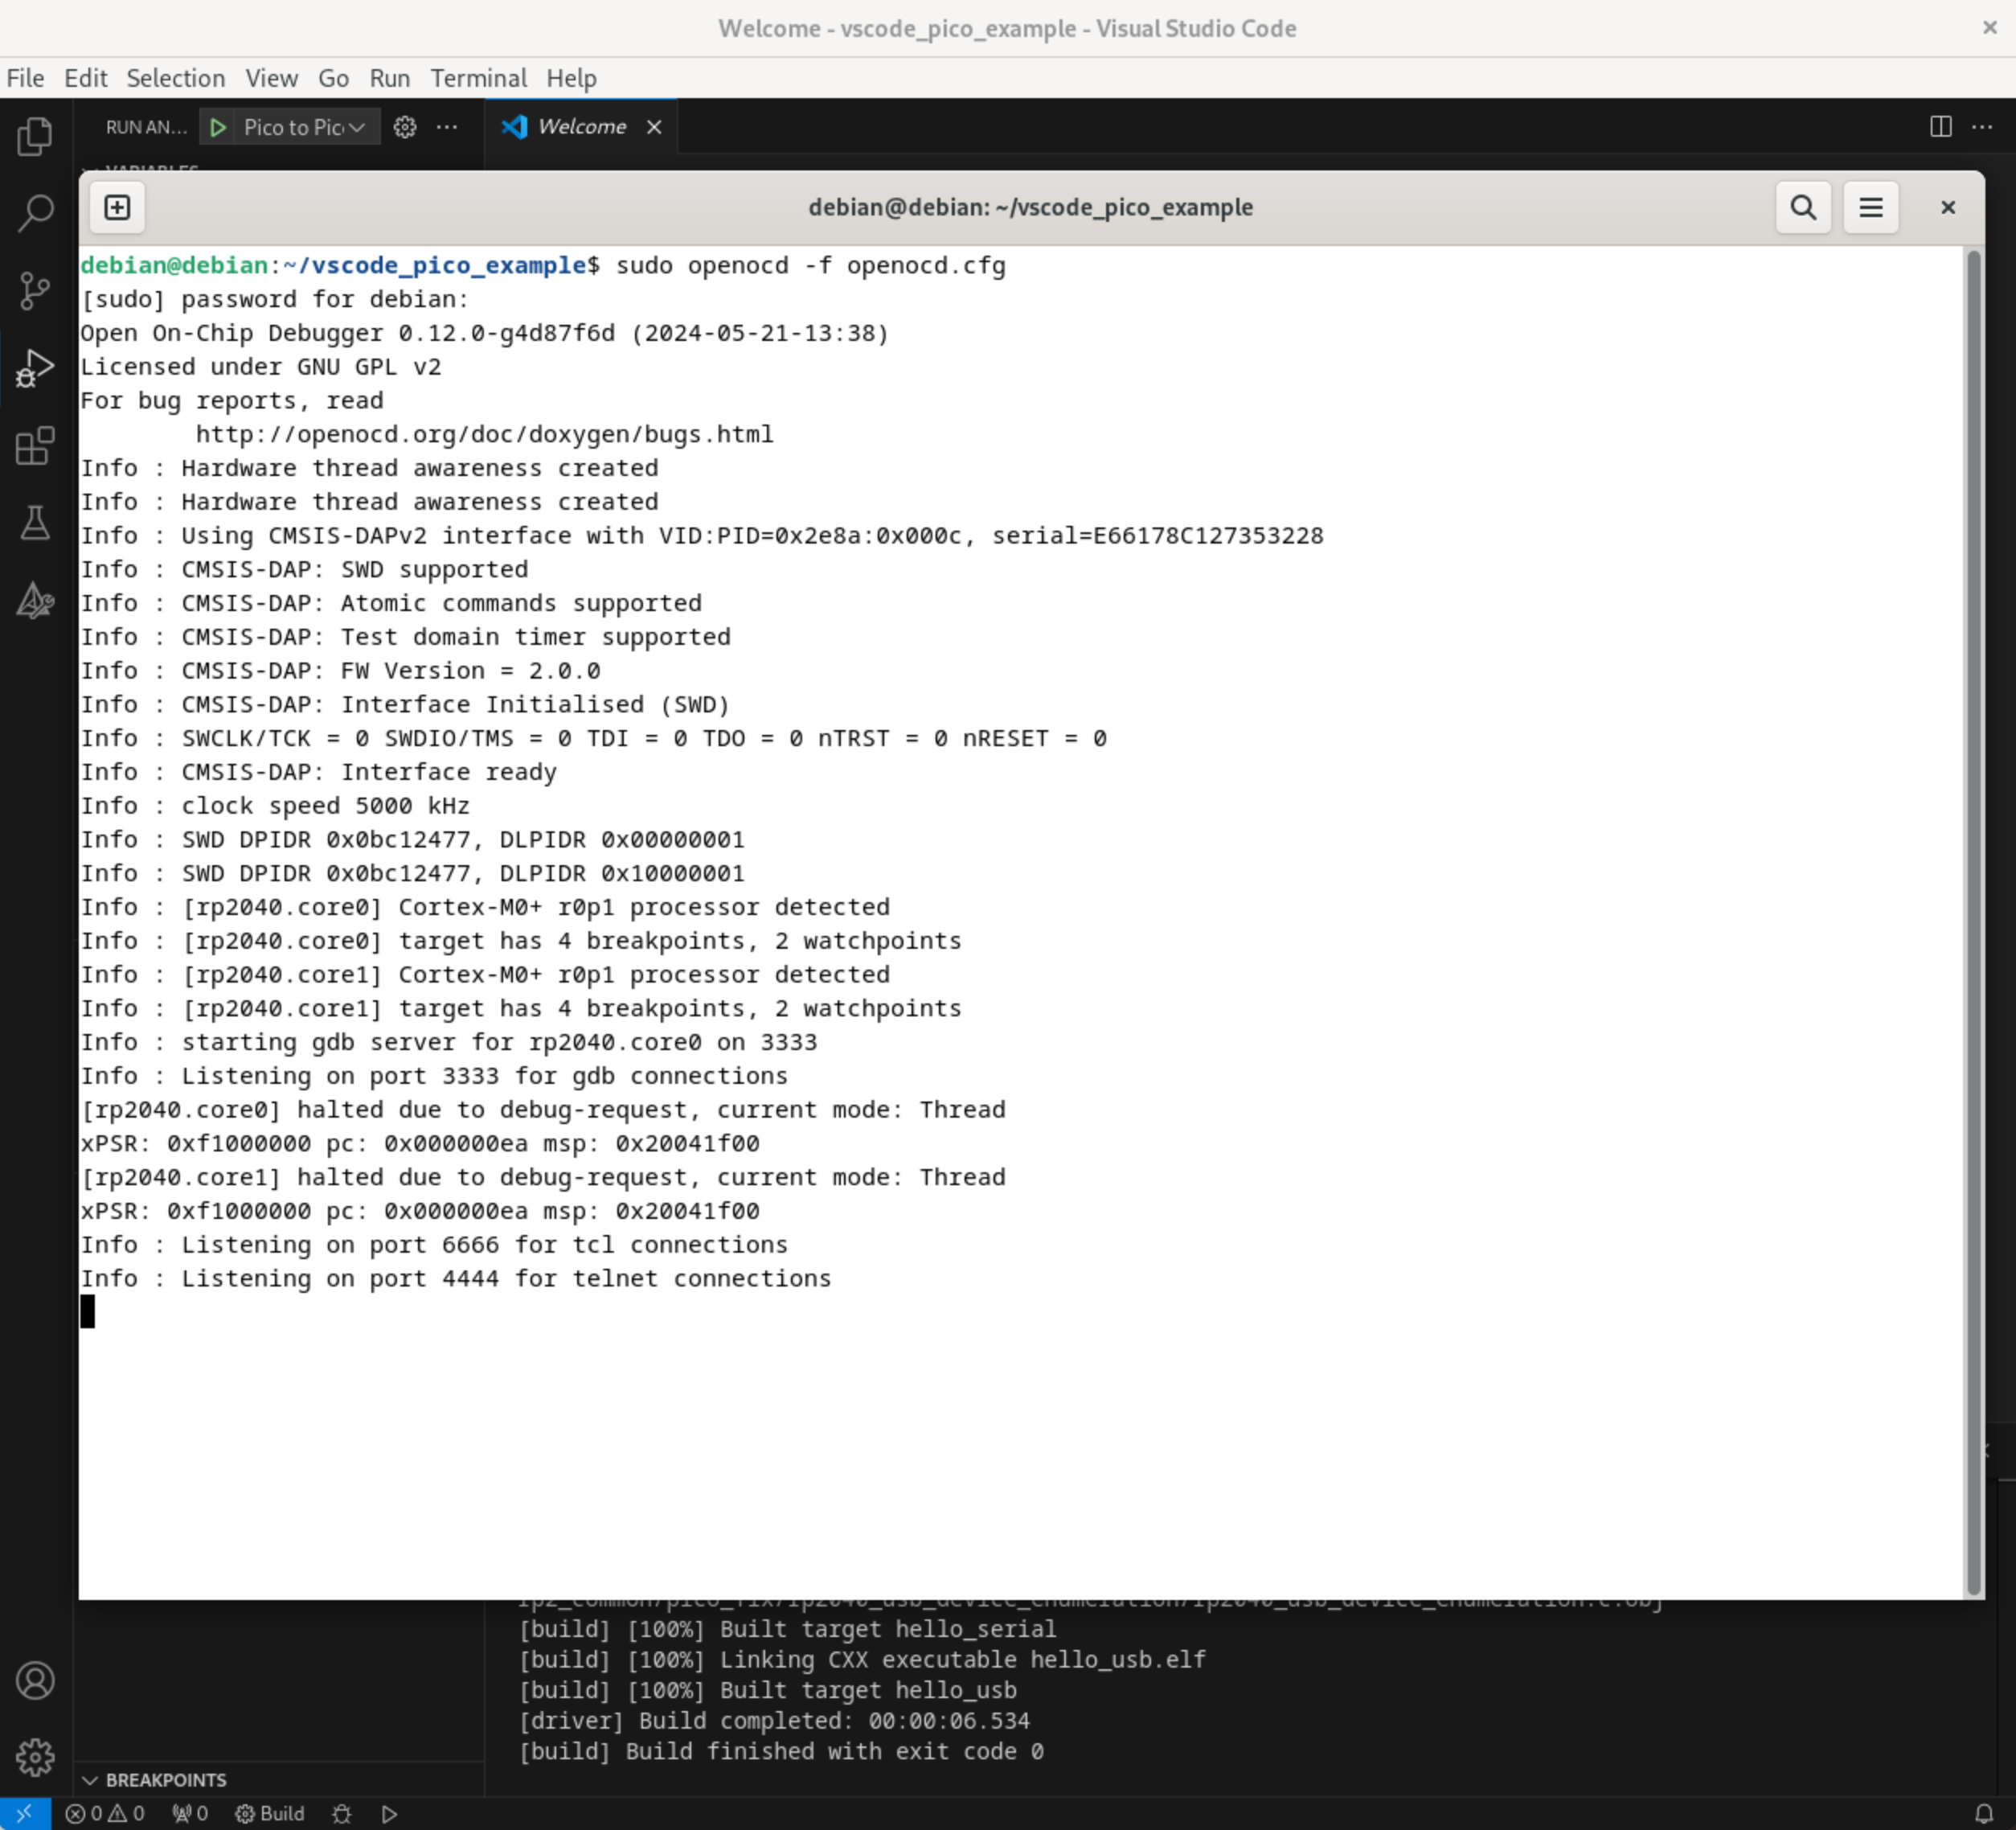 Welcome - vscode_pico_example - Visual Studio Code
File Edit Selection View Go Run Terminal Help
RUN AN... Pico to Pic
Welcome
VARIABLES
debian@debian: ~/vscode_pico_example
debian@debian:~/vscode_pico_example$ sudo openocd -f openocd.cfg
[sudo] password for debian:
Open On-Chip Debugger 0.12.0-g4d87f6d (2024-05-21-13:38)
Licensed under GNU GPL v2
For bug reports, read
http://openocd.org/doc/doxygen/bugs.html
Info : Hardware thread awareness created
Info : Hardware thread awareness created
Info : Using CMSIS-DAPv2 interface with VID:PID=0x2e8a:0x000c, serial=E66178C127353228
Info : CMSIS-DAP: SWD supported
Info : CMSIS-DAP: Atomic commands supported
Info : CMSIS-DAP: Test domain timer supported
Info : CMSIS-DAP: FW Version = 2.0.0
Info : CMSIS-DAP: Interface Initialised (SWD)
Info : SWCLK/TCK = 0 SWDIO/TMS = 0 TDI = 0 TDO = 0 nTRST = 0 nRESET = 0
Info : CMSIS-DAP: Interface ready
Info : clock speed 5000 kHz
Info : SWD DPIDR 0x0bc12477, DLPIDR 0x00000001
Info : SWD DPIDR 0x0bc12477, DLPIDR 0x10000001
Info : [rp2040.core0] Cortex-M0+ r0p1 processor detected
Info : [rp2040.core0] target has 4 breakpoints, 2 watchpoints
Info : [rp2040.core1] Cortex-M0+ r0p1 processor detected
Info : [rp2040.core1] target has 4 breakpoints, 2 watchpoints
Info : starting gdb server for rp2040.core0 on 3333
Info : Listening on port 3333 for gdb connections
[rp2040.core0] halted due to debug-request, current mode: Thread
xPSR: 0xf1000000 pc: 0x000000ea msp: 0x20041f00
[rp2040.core1] halted due to debug-request, current mode: Thread
xPSR: 0xf1000000 pc: 0x000000ea msp: 0x20041f00
Info : Listening on port 6666 for tcl connections
Info : Listening on port 4444 for telnet connections
rp2_common/pico_fix/rp2040_usb_device_enumeration/rp2040_usb_device_enumeration.c.obj
[build] [100%] Built target hello_serial
[build] [100%] Linking CXX executable hello_usb.elf
[build] [100%] Built target hello_usb
[driver] Build completed: 00:00:06.534
[build] Build finished with exit code 0
BREAKPOINTS
0 0 0 Build